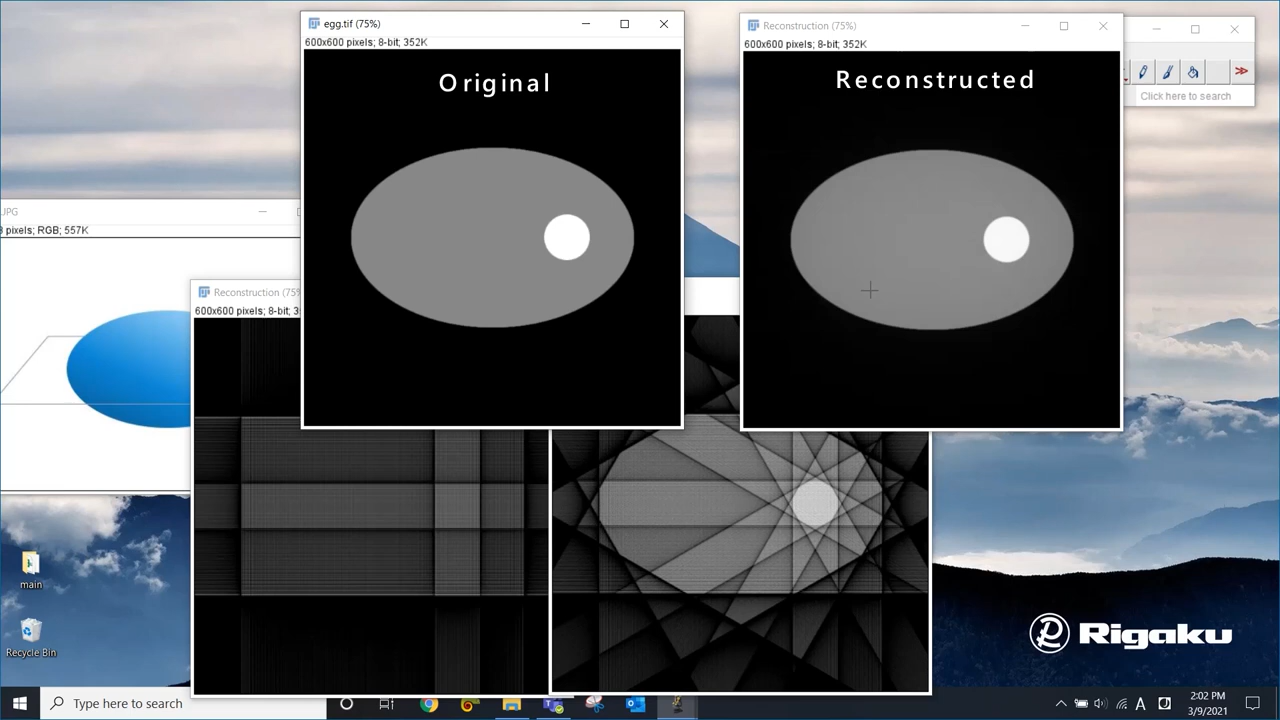 egg.tif (75%)
600x600 pixels; 8-bit; 352K
Original
Reconstruction (75%)
600x600 pixels; 8-bit; 352K
Reconstructed
Click here to search
JPG
pixels; RGB; 557K
Reconstruction (75%
600x600 pixels; 8-bit; 3
main
Recycle Bin
Rigaku
Type here to search
A
2:02 PM
3/9/2021